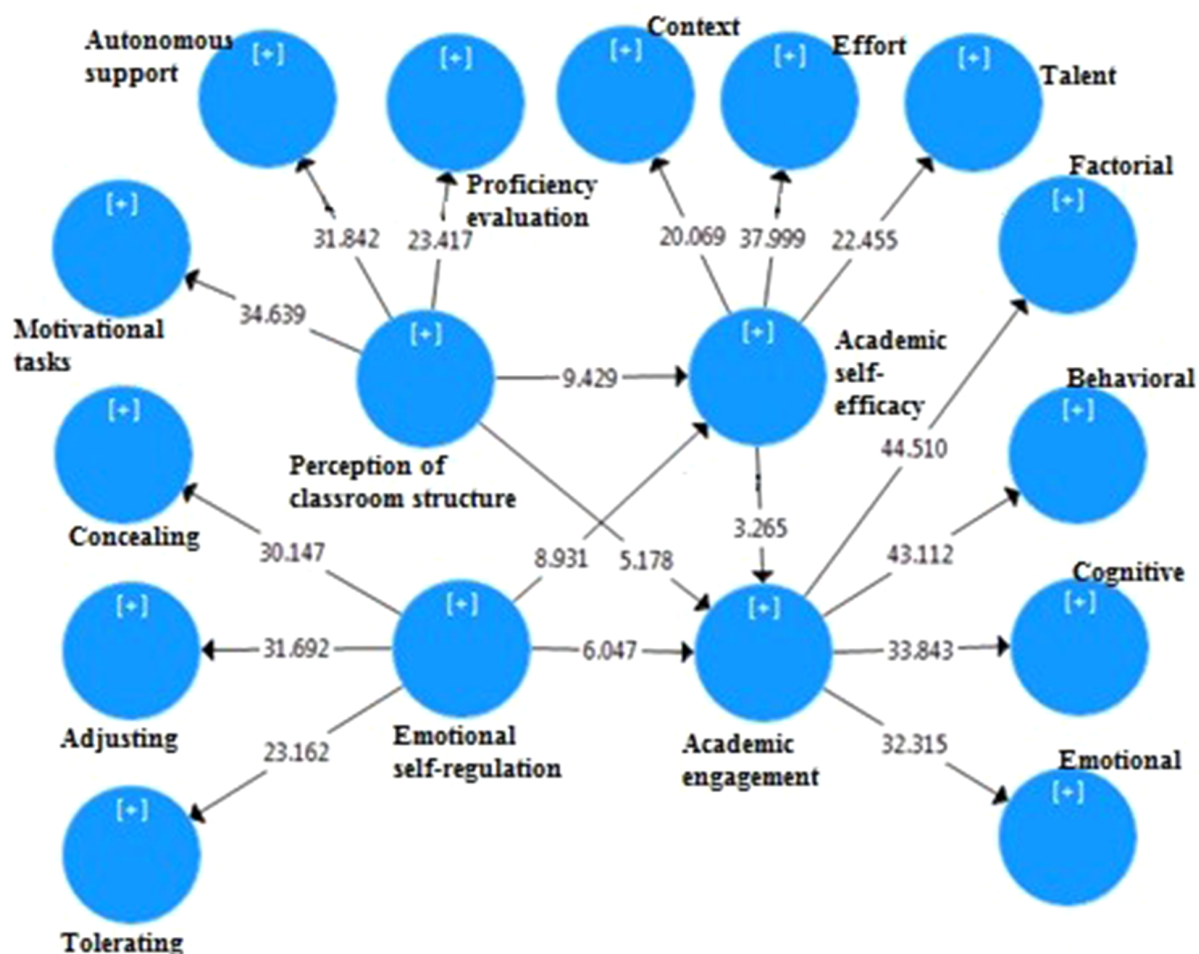 Context
Autonomous
support
[+]
[+]
[+]
[+]
Effort
[+]
Talent
Factorial
[+]
Proficiency
evaluation
[+]
31.842
23.417
20.069
37.999
22.455
34.639
Motivational
tasks
[+]
[+]
Academic
self-
efficacy
9.429
Behavioral
[+]
[+]
44.510
Perception of
classroom structure
Concealing
30.147
8.931
5.178
3.265
43.112
Cognitive
[+]
[+]
[+]
[+]
31.692
6.047
33.843
Adjusting
Emotional
self-regulation
23.162
Academic
engagement
32.315
Emotional
[+]
[+]
Tolerating